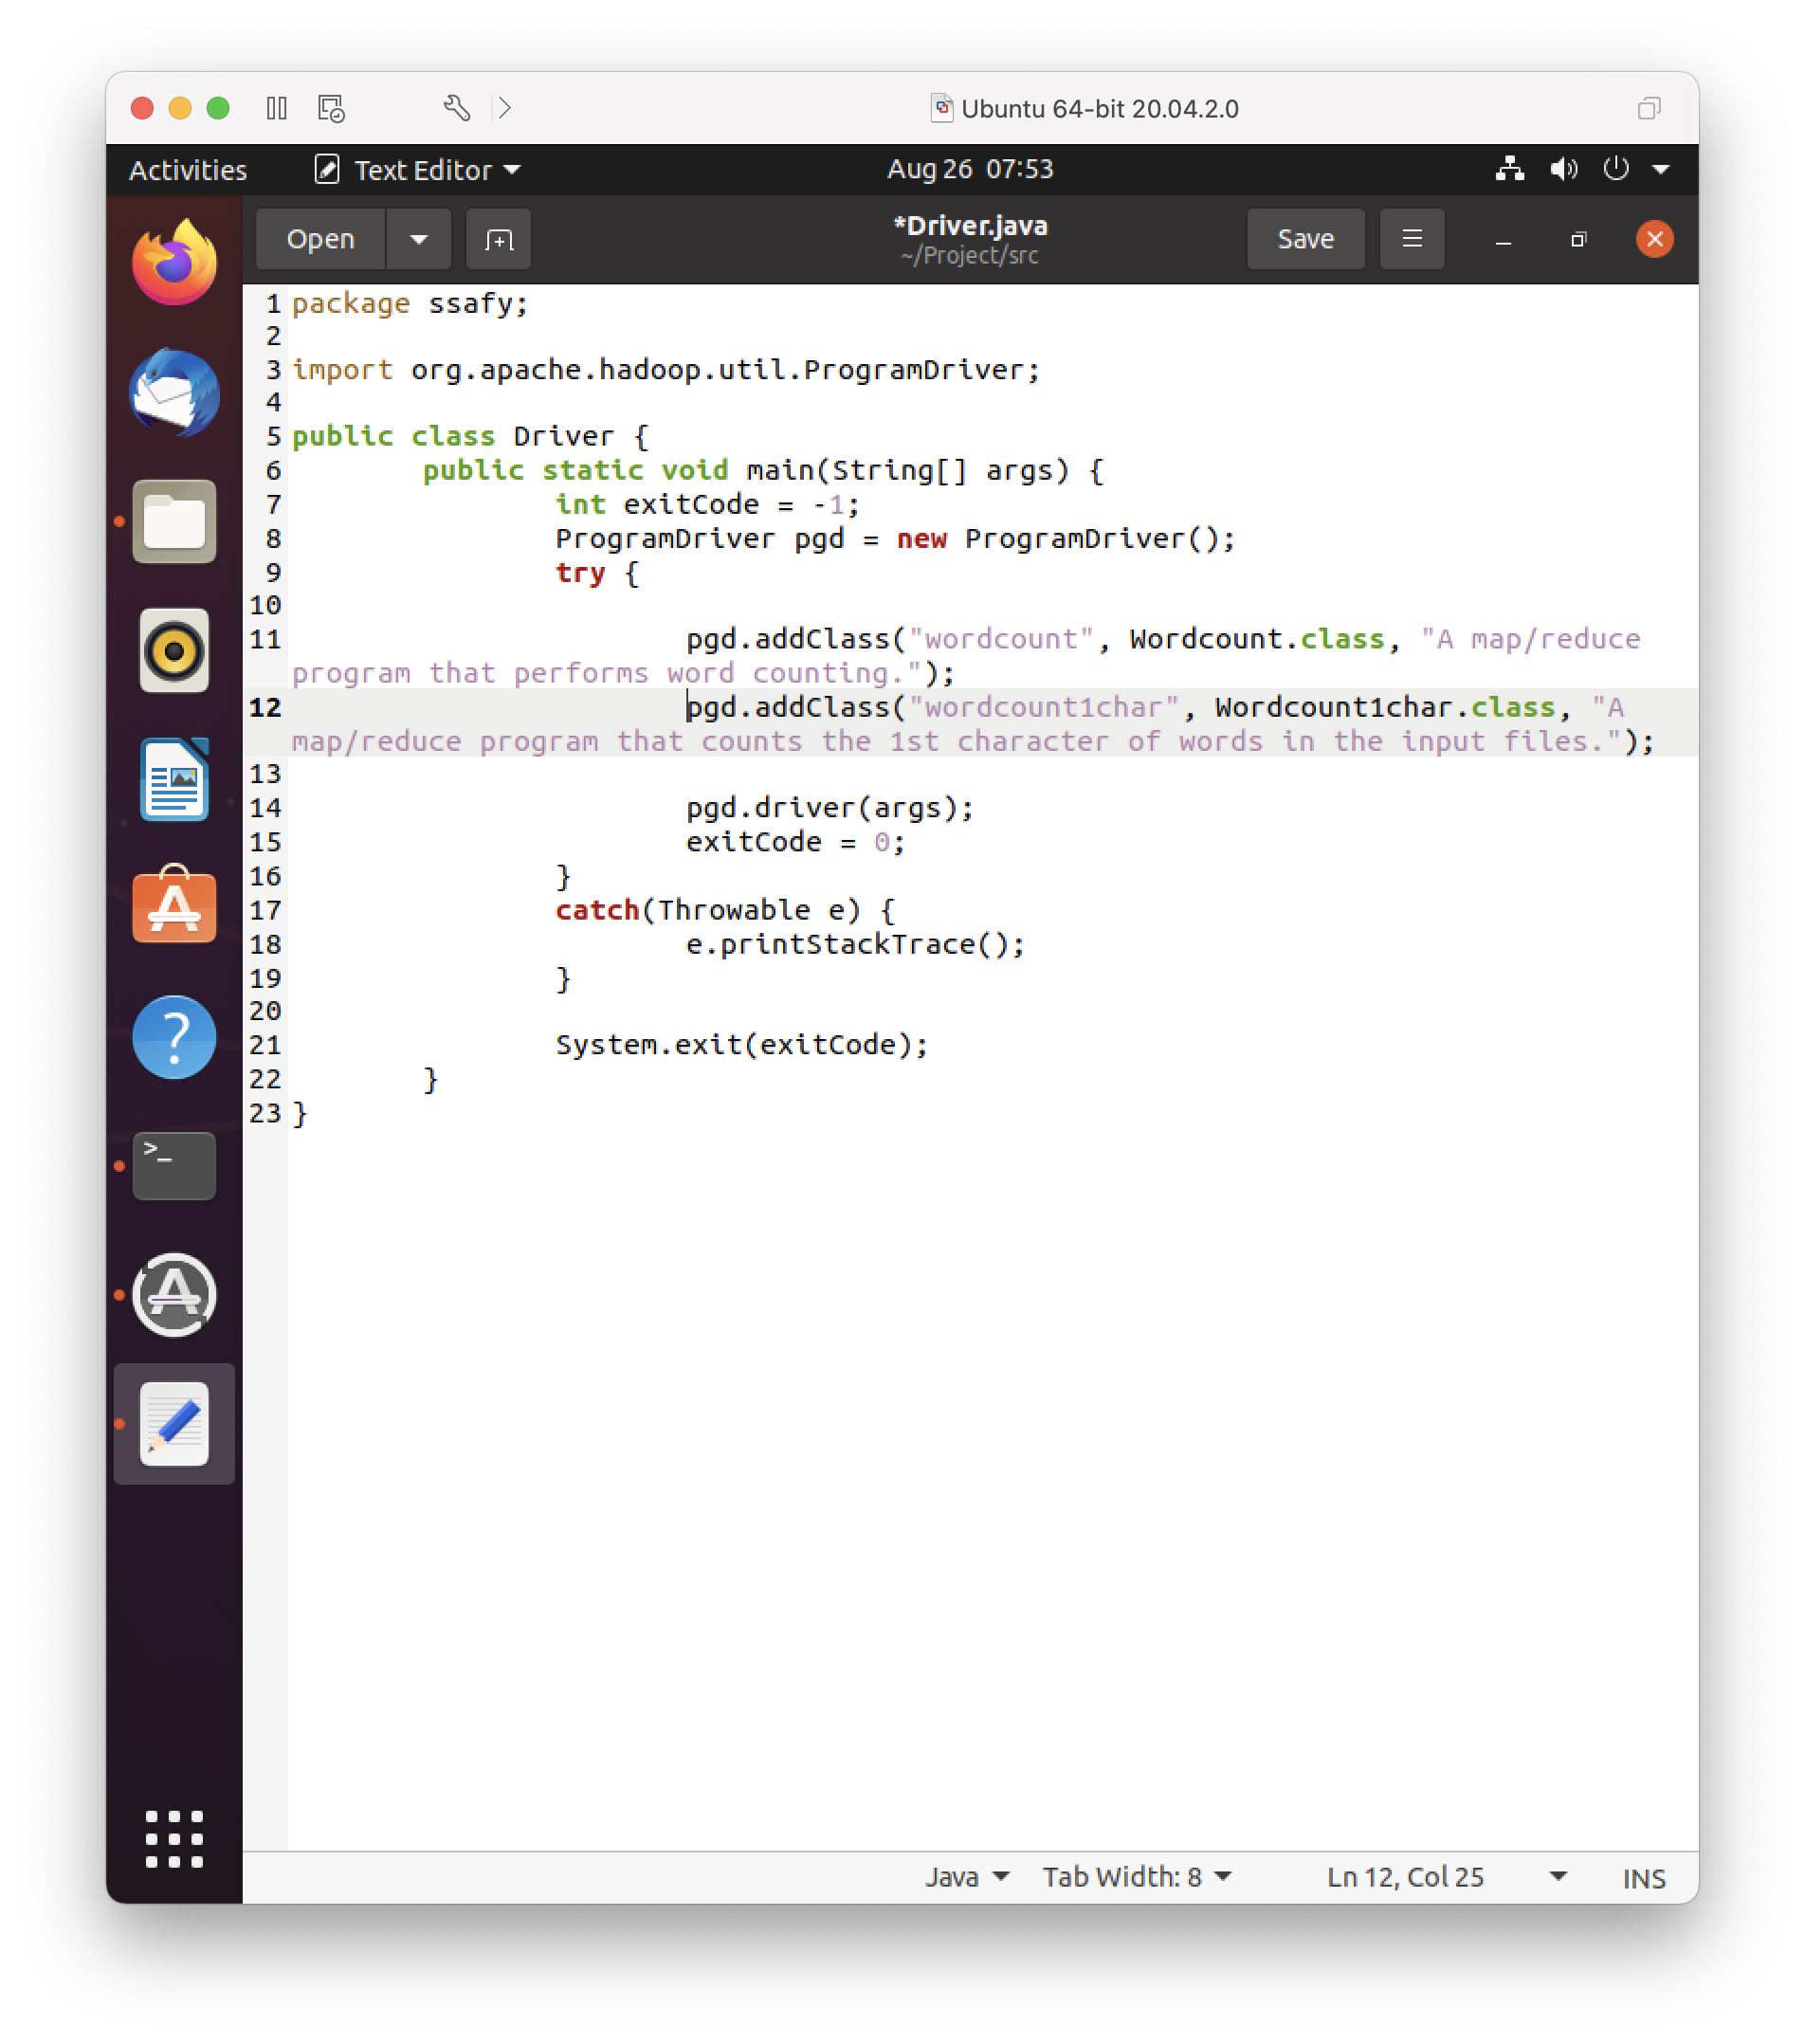 Ubuntu 64-bit 20.04.2.0
Activities Text Editor Aug 26 07:53
Open *Driver.java Save
~/Project/src
1 package ssafy;
2
3 import org.apache.hadoop.util.ProgramDriver;
4
5 public class Driver {
6 public static void main(String[] args) {
7 int exitCode = -1;
8 ProgramDriver pgd = new ProgramDriver();
9 try {
10
11 pgd.addClass("wordcount", Wordcount.class, "A map/reduce
program that performs word counting.");
12 pgd.addClass("wordcount1char", Wordcount1char.class, "A
map/reduce program that counts the 1st character of words in the input files.");
13
14 pgd.driver(args);
15 exitCode = 0;
16 }
17 catch(Throwable e) {
18 e.printStackTrace();
19 }
20
21 System.exit(exitCode);
22 }
23 }
Java Tab Width: 8 Ln 12, Col 25 INS